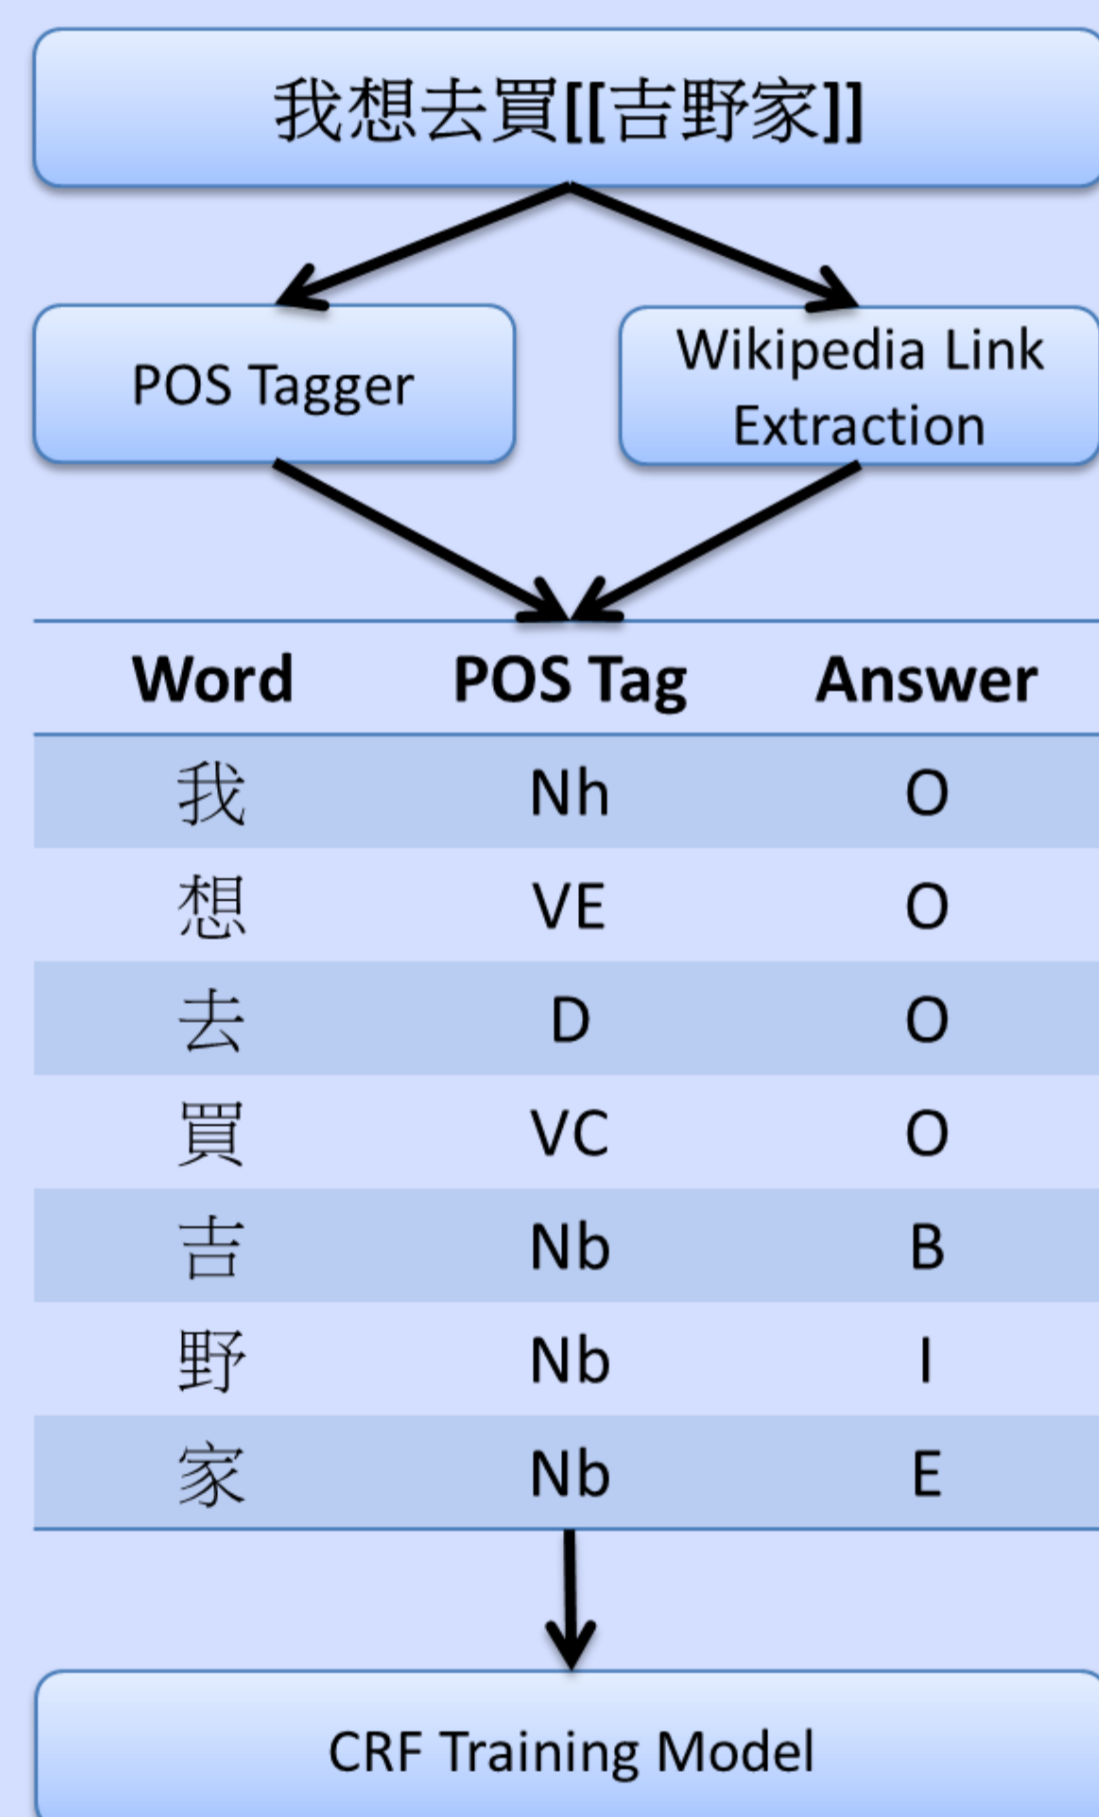 我想去買[[吉野家]]
POS Tagger
Wikipedia Link
Extraction
Word POS Tag Answer
我 Nh O
想 VE O
去 D O
買 VC O
吉 Nb B
野 Nb I
家 Nb E
CRF Training Model